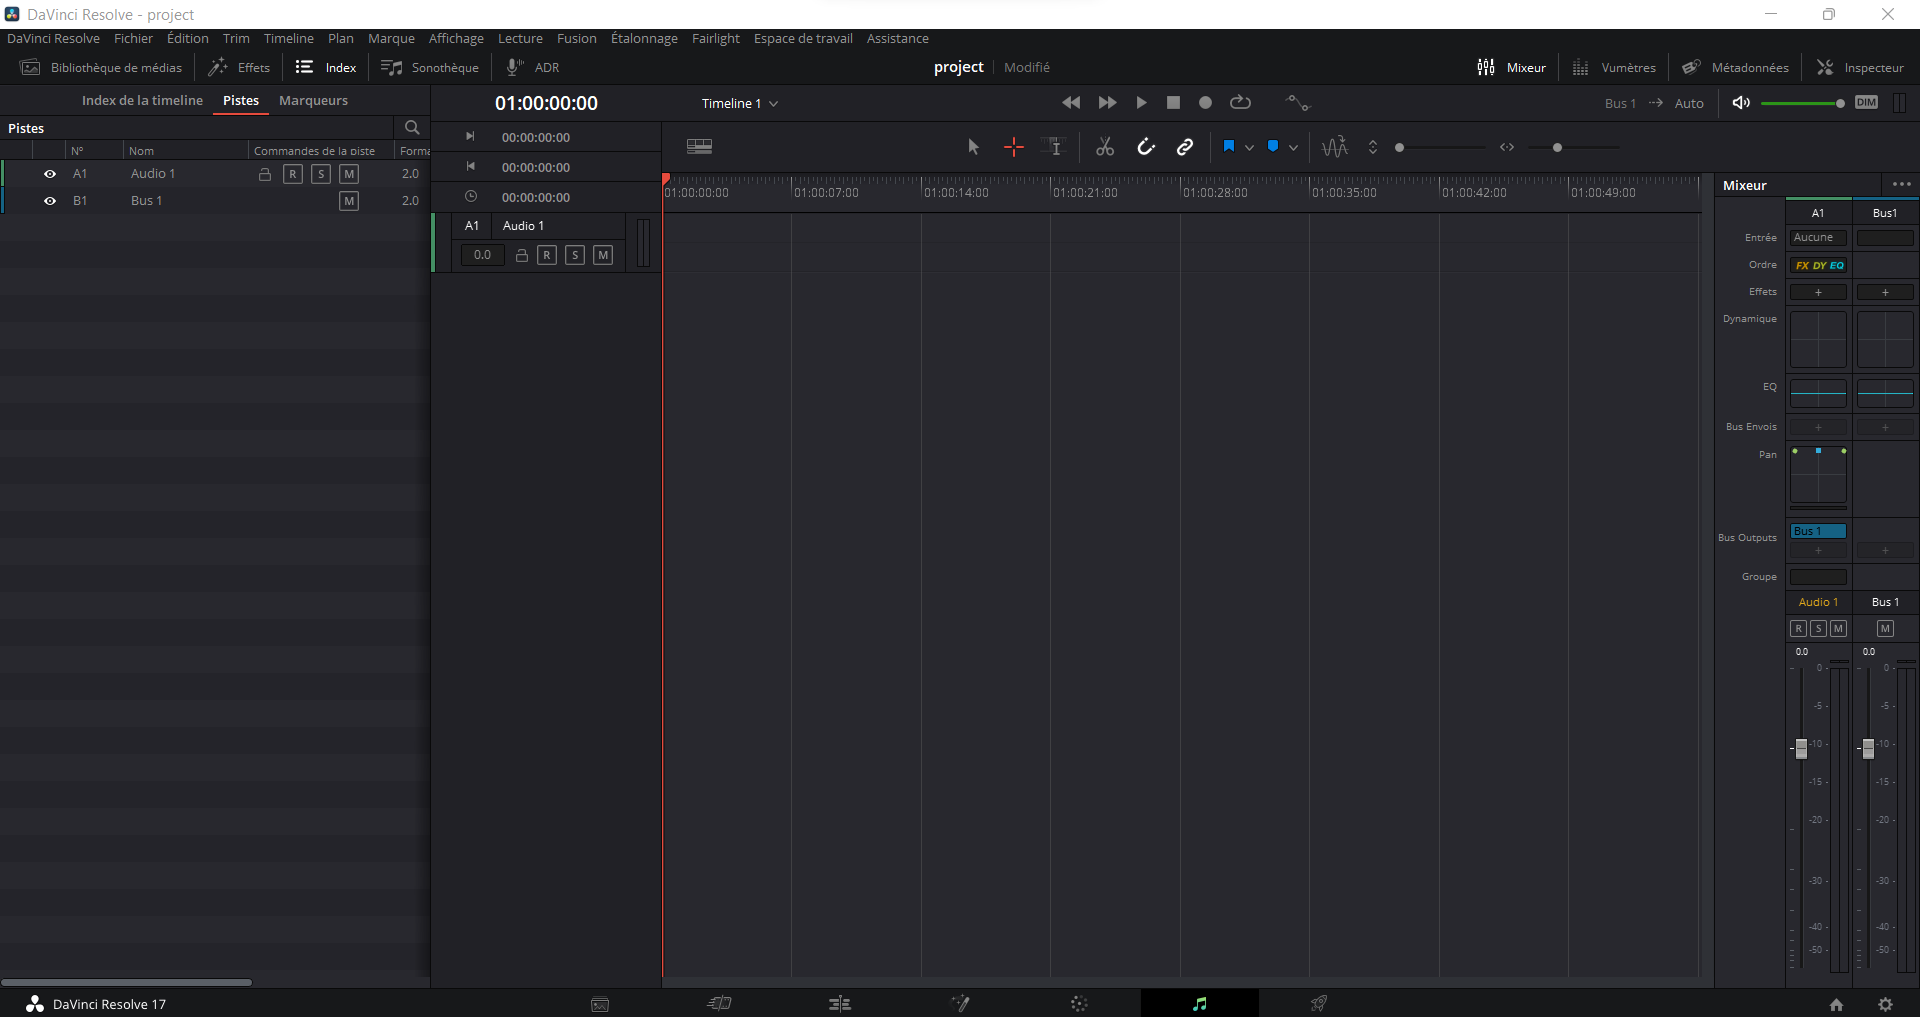 DaVinci Resolve - project
DaVinci Resolve Fichier Édition Trim Timeline Plan Marque Affichage Lecture Fusion Étalonnage Fairlight Espace de travail Assistance
Bibliothèque de médias Effets Index Sonothèque ADR project Modifié Mixeur Vumètres Métadonnées Inspecteur
Index de la timeline Pistes Marqueurs 01:00:00:00 Timeline 1 Bus 1 Auto DIM
Pistes 00:00:00:00
N° Nom Commandes de la piste Forma
00:00:00:00
A1 Audio 1 R S M 2.0
B1 Bus 1 M 2.0
00:00:00:00
01:00:00:00 01:00:07:00 01:00:14:00 01:00:21:00 01:00:28:00 01:00:35:00 01:00:42:00 01:00:49:00
A1 Audio 1
0.0 R S M
Mixeur
A1 Bus1
Entrée Aucune
Ordre FX DY EQ
Effets + +
Dynamique
EQ
Bus Envois + +
Pan
Bus Outputs Bus 1
+ +
Groupe
Audio 1 Bus 1
R S M M
0.0 0.0
0- 0-
-5- -5-
-10- -10-
-15- -15-
-20- -20-
-30- -30-
-40- -40-
-50- -50-
DaVinci Resolve 17